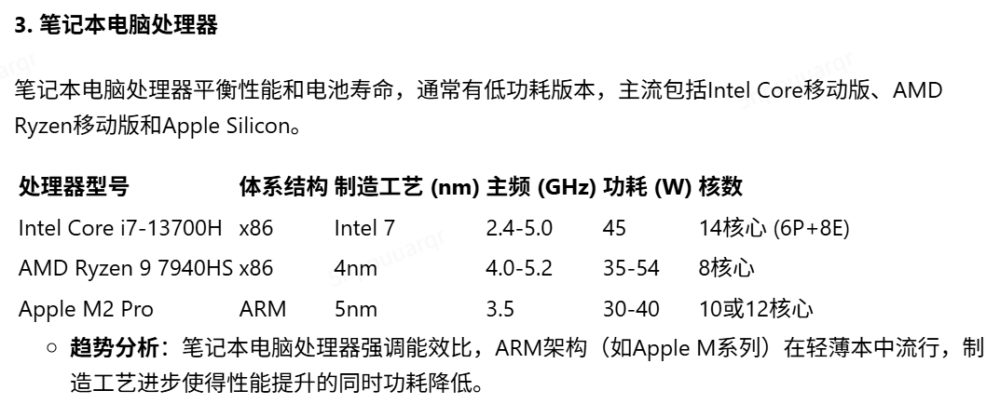 3. 笔记本电脑处理器
笔记本电脑处理器平衡性能和电池寿命，通常有低功耗版本，主流包括Intel Core移动版、AMD
Ryzen移动版和Apple Silicon。
处理器型号 体系结构 制造工艺 (nm) 主频 (GHz) 功耗 (W) 核数
Intel Core i7-13700H x86 Intel 7 2.4-5.0 45 14核心 (6P+8E)
AMD Ryzen 9 7940HS x86 4nm 4.0-5.2 35-54 8核心
Apple M2 Pro ARM 5nm 3.5 30-40 10或12核心
○ 趋势分析：笔记本电脑处理器强调能效比，ARM架构（如Apple M系列）在轻薄本中流行，制
造工艺进步使得性能提升的同时功耗降低。